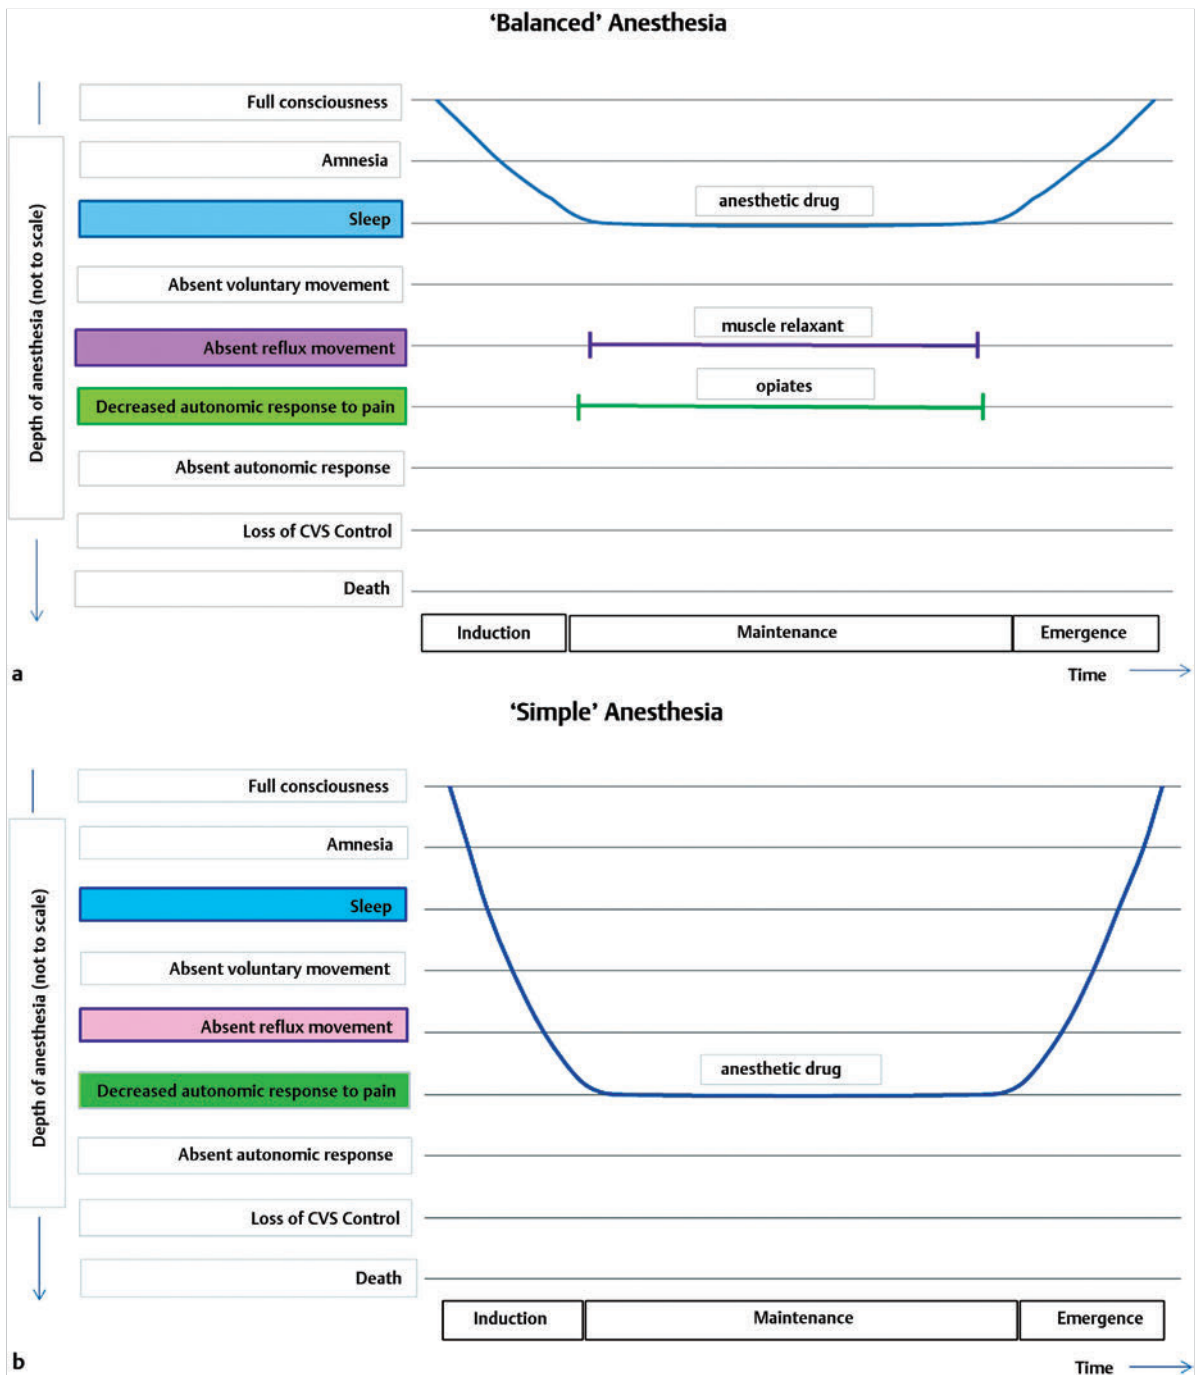 ‘Balanced’ Anesthesia
Depth of anesthesia (not to scale)
Full consciousness
Amnesia
Sleep
anesthetic drug
Absent voluntary movement
Absent reflux movement
muscle relaxant
Decreased autonomic response to pain
opiates
Absent autonomic response
Loss of CVS Control
Death
Induction Maintenance Emergence
Time
a
‘Simple’ Anesthesia
Depth of anesthesia (not to scale)
Full consciousness
Amnesia
Sleep
Absent voluntary movement
Absent reflux movement
Decreased autonomic response to pain
anesthetic drug
Absent autonomic response
Loss of CVS Control
Death
Induction Maintenance Emergence
Time
b